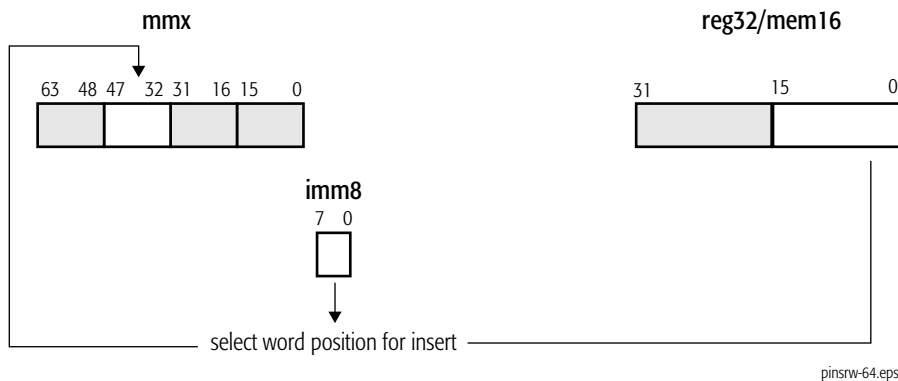 mmx reg32/mem16
63 48 47 32 31 16 15 0 31 15 0
imm8
7 0
select word position for insert
pinsrw-64.eps